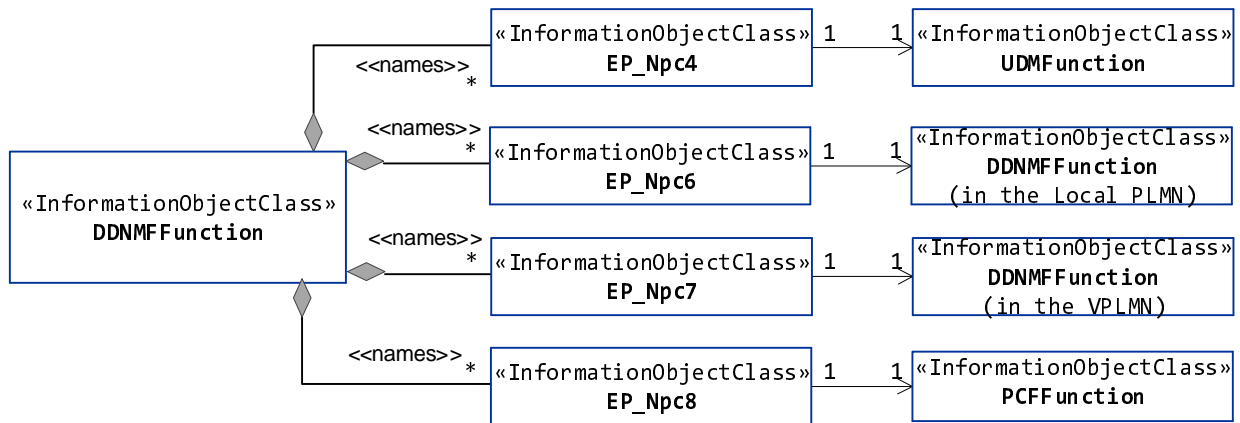 «InformationObjectClass»
DDNMFFunction
<<names>>
*
«InformationObjectClass»
EP_Npc4
1
1
«InformationObjectClass»
UDMFunction
<<names>>
*
«InformationObjectClass»
EP_Npc6
1
1
«InformationObjectClass»
DDNMFFunction
(in the Local PLMN)
<<names>>
*
«InformationObjectClass»
EP_Npc7
1
1
«InformationObjectClass»
DDNMFFunction
(in the VPLMN)
<<names>>
*
«InformationObjectClass»
EP_Npc8
1
1
«InformationObjectClass»
PCFFunction